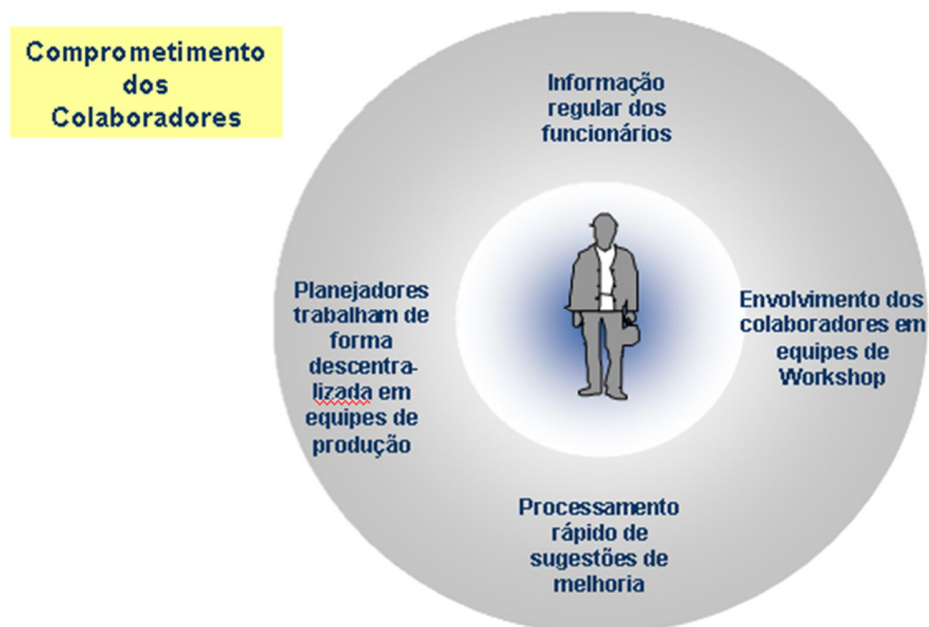 Comprometimento
dos
Colaboradores
Informação
regular dos
funcionários
Planejadores
trabalham de
forma
descentra-
lizada em
equipes de
produção
Envolvimento dos
colaboradores em
equipes de
Workshop
Processamento
rápido de
sugestões de
melhoria